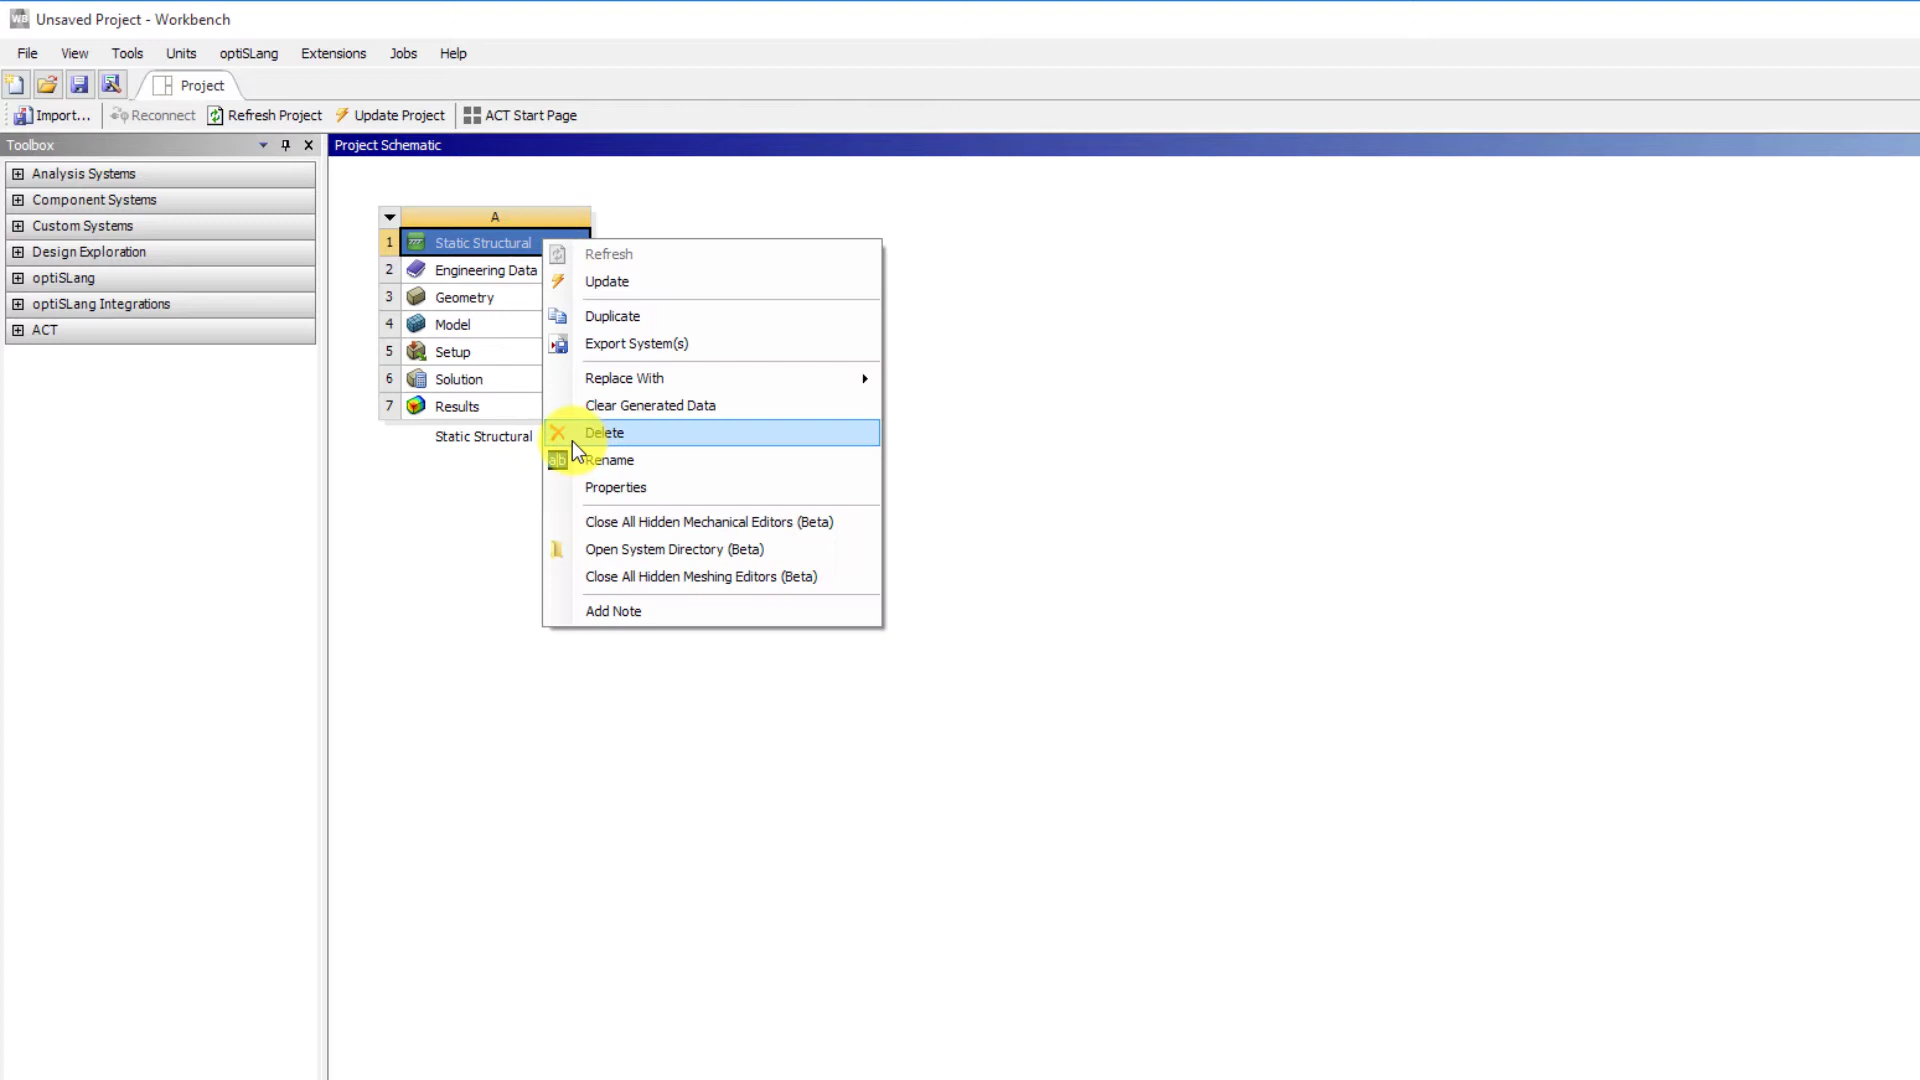 WB Unsaved Project - Workbench
File View Tools Units optiSLang Extensions Jobs Help
Project
Import... Reconnect Refresh Project Update Project ACT Start Page
Toolbox
Project Schematic
Analysis Systems
Component Systems
Custom Systems
Design Exploration
optiSLang
optiSLang Integrations
ACT
A
1 Static Structural
2 Engineering Data
3 Geometry
4 Model
5 Setup
6 Solution
7 Results
Static Structural
Refresh
Update
Duplicate
Export System(s)
Replace With
Clear Generated Data
Delete
a|b Rename
Properties
Close All Hidden Mechanical Editors (Beta)
Open System Directory (Beta)
Close All Hidden Meshing Editors (Beta)
Add Note